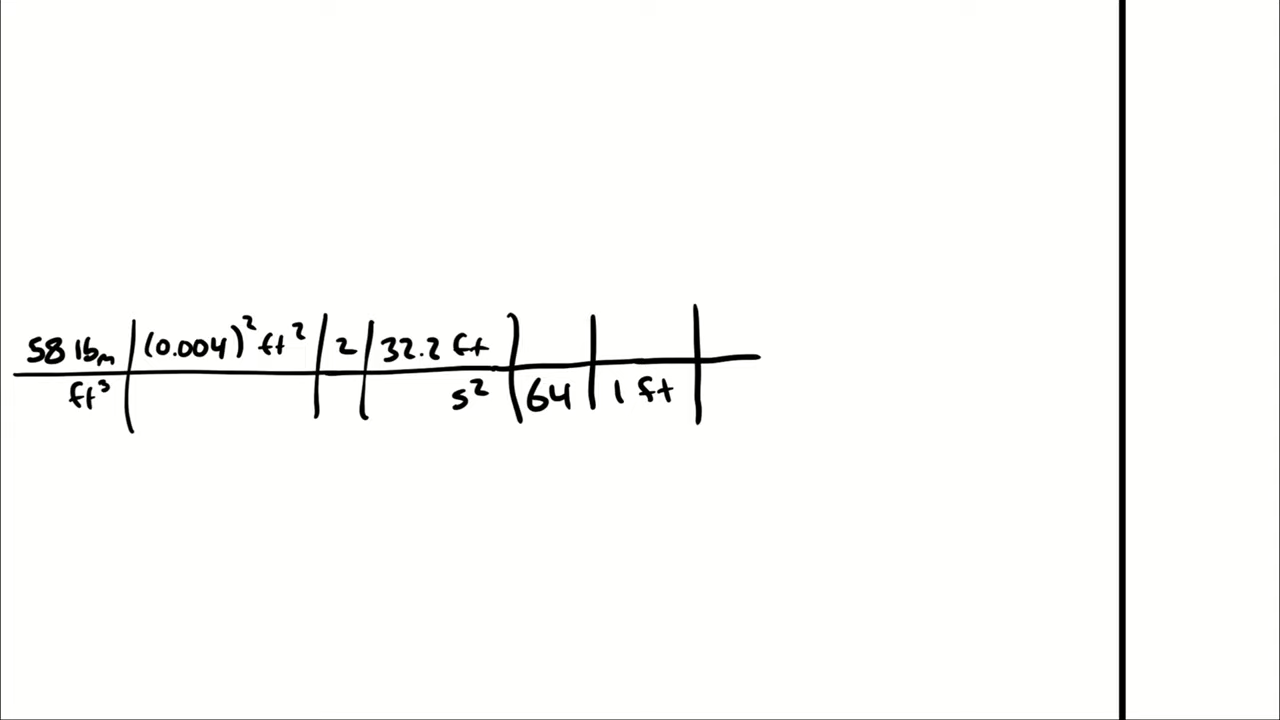 58 lbₘ | (0.004)² ft² | 2 | 32.2 ft | | |
ft³ | | | s² | 64 | 1 ft |